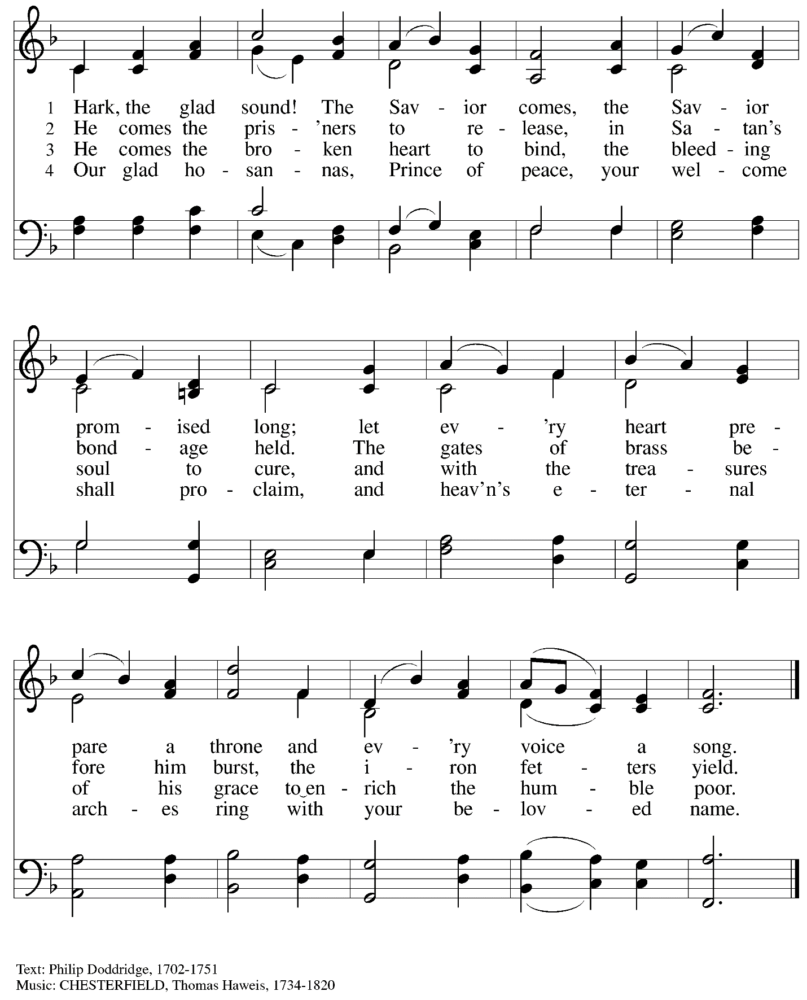 1 Hark, the glad sound! The Sav - ior comes, the Sav - ior
2 He comes the pris - 'ners to re - lease, in Sa - tan's
3 He comes the bro - ken heart to bind, the bleed - ing
4 Our glad ho - san - nas, Prince of peace, your wel - come
prom - ised long; let ev - 'ry heart pre -
bond - age held. The gates of brass be -
soul to cure, and with the trea - sures
shall pro - claim, and heav'n's e - ter - nal
pare a throne and ev - 'ry voice a song.
fore him burst, the i - ron fet - ters yield.
of his grace to en - rich the hum - ble poor.
arch - es ring with your be - lov - ed name.
Text: Philip Doddridge, 1702-1751
Music: CHESTERFIELD, Thomas Haweis, 1734-1820